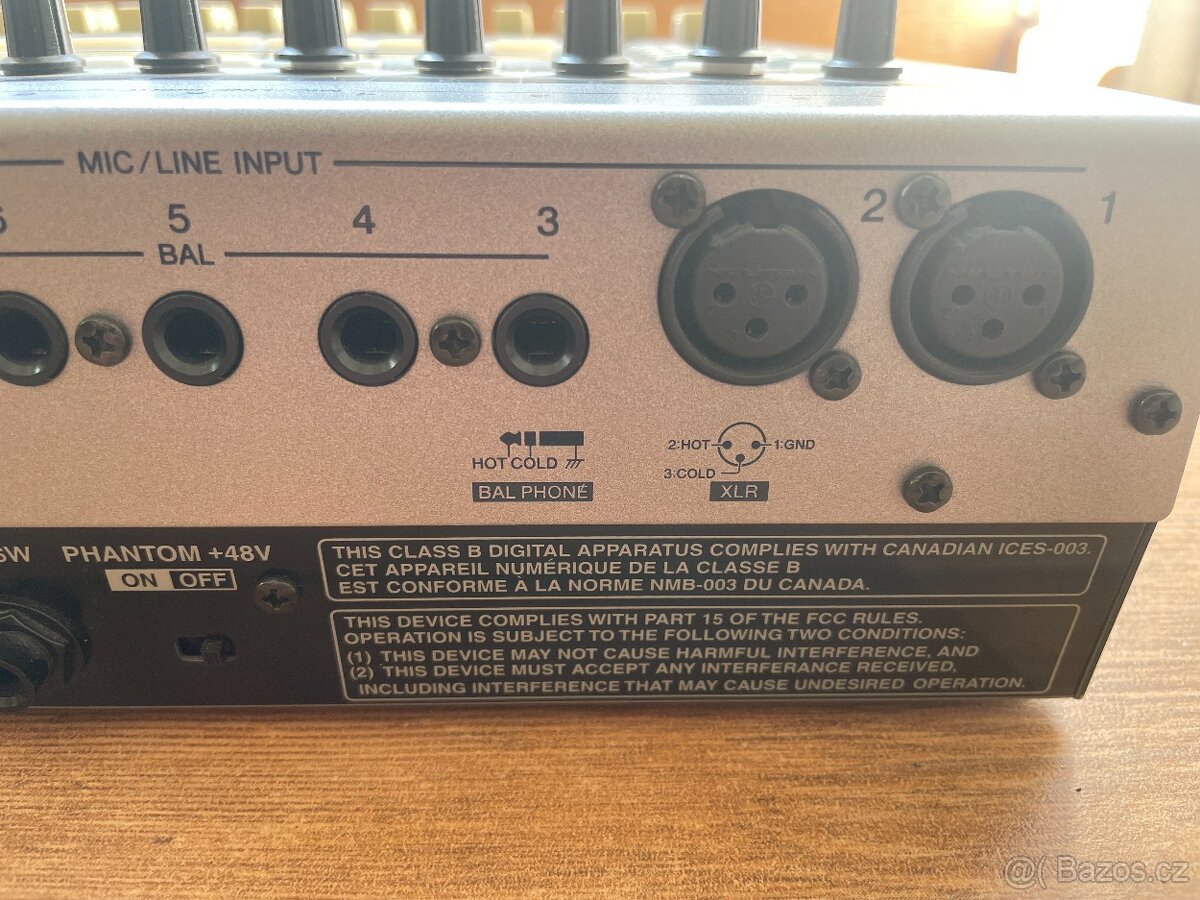 MIC/LINE INPUT
6 5 4 3 2 1
BAL
HOT COLD
BAL PHONE
2:HOT 1:GND
3:COLD
XLR
SW PHANTOM +48V
ON OFF
THIS CLASS B DIGITAL APPARATUS COMPLIES WITH CANADIAN ICES-003.
CET APPAREIL NUMÉRIQUE DE LA CLASSE B
EST CONFORME À LA NORME NMB-003 DU CANADA.
THIS DEVICE COMPLIES WITH PART 15 OF THE FCC RULES.
OPERATION IS SUBJECT TO THE FOLLOWING TWO CONDITIONS:
(1) THIS DEVICE MAY NOT CAUSE HARMFUL INTERFERENCE, AND
(2) THIS DEVICE MUST ACCEPT ANY INTERFERANCE RECEIVED,
INCLUDING INTERFERENCE THAT MAY CAUSE UNDESIRED OPERATION.
@( Bazos.cz